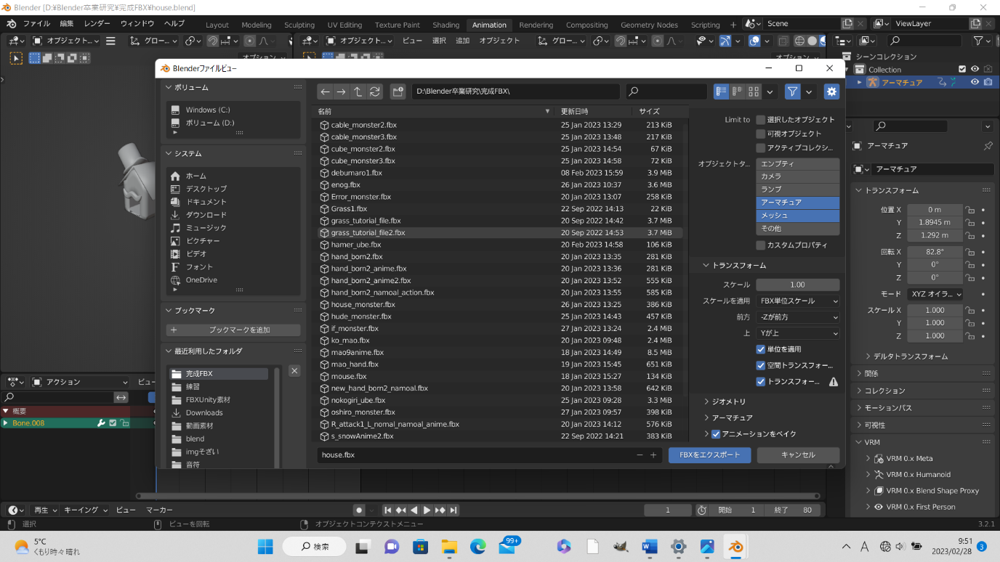 Blender [D:¥Blender卒業研究¥完成FBX¥house.blend]
ファイル 編集 レンダー ウィンドウ ヘルプ Layout Modeling Sculpting UV Editing Texture Paint Shading Animation Rendering Compositing Geometry Nodes Scripting + Scene ViewLayer
オブジェクト... グロー... オブジェクト... ビュー 選択 追加 オブジェクト グロー...
オプション オプション
シーンコレクション
Collection
アーマチュア
Blenderファイルビュー
ボリューム
Windows (C:)
ボリューム (D:)
システム
ホーム
デスクトップ
ドキュメント
ダウンロード
ミュージック
ピクチャー
ビデオ
フォント
OneDrive
ブックマーク
ブックマークを追加
最近利用したフォルダ
完成FBX
練習
FBXUnity素材
Downloads
動画素材
blend
imgそざい
音符
D:\Blender卒業研究\完成FBX\
名前 更新日時 サイズ
cable_monster2.fbx 25 Jan 2023 13:29 213 KiB
cable_monster3.fbx 25 Jan 2023 13:48 217 KiB
cube_monster2.fbx 25 Jan 2023 14:54 67 KiB
cube_monster3.fbx 25 Jan 2023 14:58 72 KiB
debumaro1.fbx 08 Feb 2023 15:59 3.9 MiB
enog.fbx 26 Jan 2023 10:37 3.6 MiB
Error_monster.fbx 20 Jan 2023 13:07 258 KiB
Grass1.fbx 22 Sep 2022 14:13 22 KiB
grass_tutorial_file.fbx 20 Sep 2022 14:42 3.7 MiB
grass_tutorial_file2.fbx 20 Sep 2022 14:53 3.7 MiB
hamer_ube.fbx 20 Feb 2023 14:58 106 KiB
hand_born2.fbx 20 Jan 2023 13:35 281 KiB
hand_born2_anime.fbx 20 Jan 2023 13:36 281 KiB
hand_born2_anime2.fbx 20 Jan 2023 13:52 555 KiB
hand_born2_namoal_action.fbx 20 Jan 2023 13:55 585 KiB
house_monster.fbx 26 Jan 2023 13:25 386 KiB
hude_monster.fbx 25 Jan 2023 14:43 457 KiB
if_monster.fbx 27 Jan 2023 13:24 2.4 MiB
ko_mao.fbx 20 Jan 2023 09:48 2.4 MiB
mao9anime.fbx 18 Jan 2023 14:49 8.5 MiB
mao_hand.fbx 19 Jan 2023 15:45 651 KiB
mouse.fbx 18 Jan 2023 15:27 134 KiB
new_hand_born2_namoal.fbx 20 Jan 2023 13:58 642 KiB
nokogiri_ube.fbx 25 Jan 2023 09:28 3.3 MiB
oshiro_monster.fbx 27 Jan 2023 09:57 398 KiB
R_attack1_L_nomal_namoal_anime.fbx 20 Jan 2023 14:12 576 KiB
s_snowAnime2.fbx 22 Sep 2022 14:21 383 KiB
house.fbx
FBXをエクスポート キャンセル
Limit to 選択したオブジェクト
可視オブジェクト
アクティブコレクシ...
オブジェクトタ... エンプティ
カメラ
ランプ
アーマチュア
メッシュ
その他
カスタムプロパティ
トランスフォーム
スケール 1.00
スケールを適用 FBX単位スケール
前方 -Zが前方
上 Yが上
単位を適用
空間トランスフォー...
トランスフォー...
ジオメトリ
アーマチュア
アニメーションをベイク
アーマチュア
アーマチュア
トランスフォーム
位置 X 0 m
Y 1.8945 m
Z 1.292 m
回転 X 82.8°
Y 0°
Z 0°
モード XYZ オイラ...
スケール X 1.000
Y 1.000
Z 1.000
デルタトランスフォーム
関係
コレクション
モーションパス
可視性
VRM
VRM 0.x Meta
VRM 0.x Humanoid
VRM 0.x Blend Shape Proxy
VRM 0.x First Person
アクション ビュー
概要
Bone.008
再生 キーイング ビュー マーカー 1 開始 1 終了 80
選択 ビューを回転 オブジェクトコンテクストメニュー 3.2.1
5°C
くもり時々晴れ
検索
99+
A
9:51
2023/02/28
3